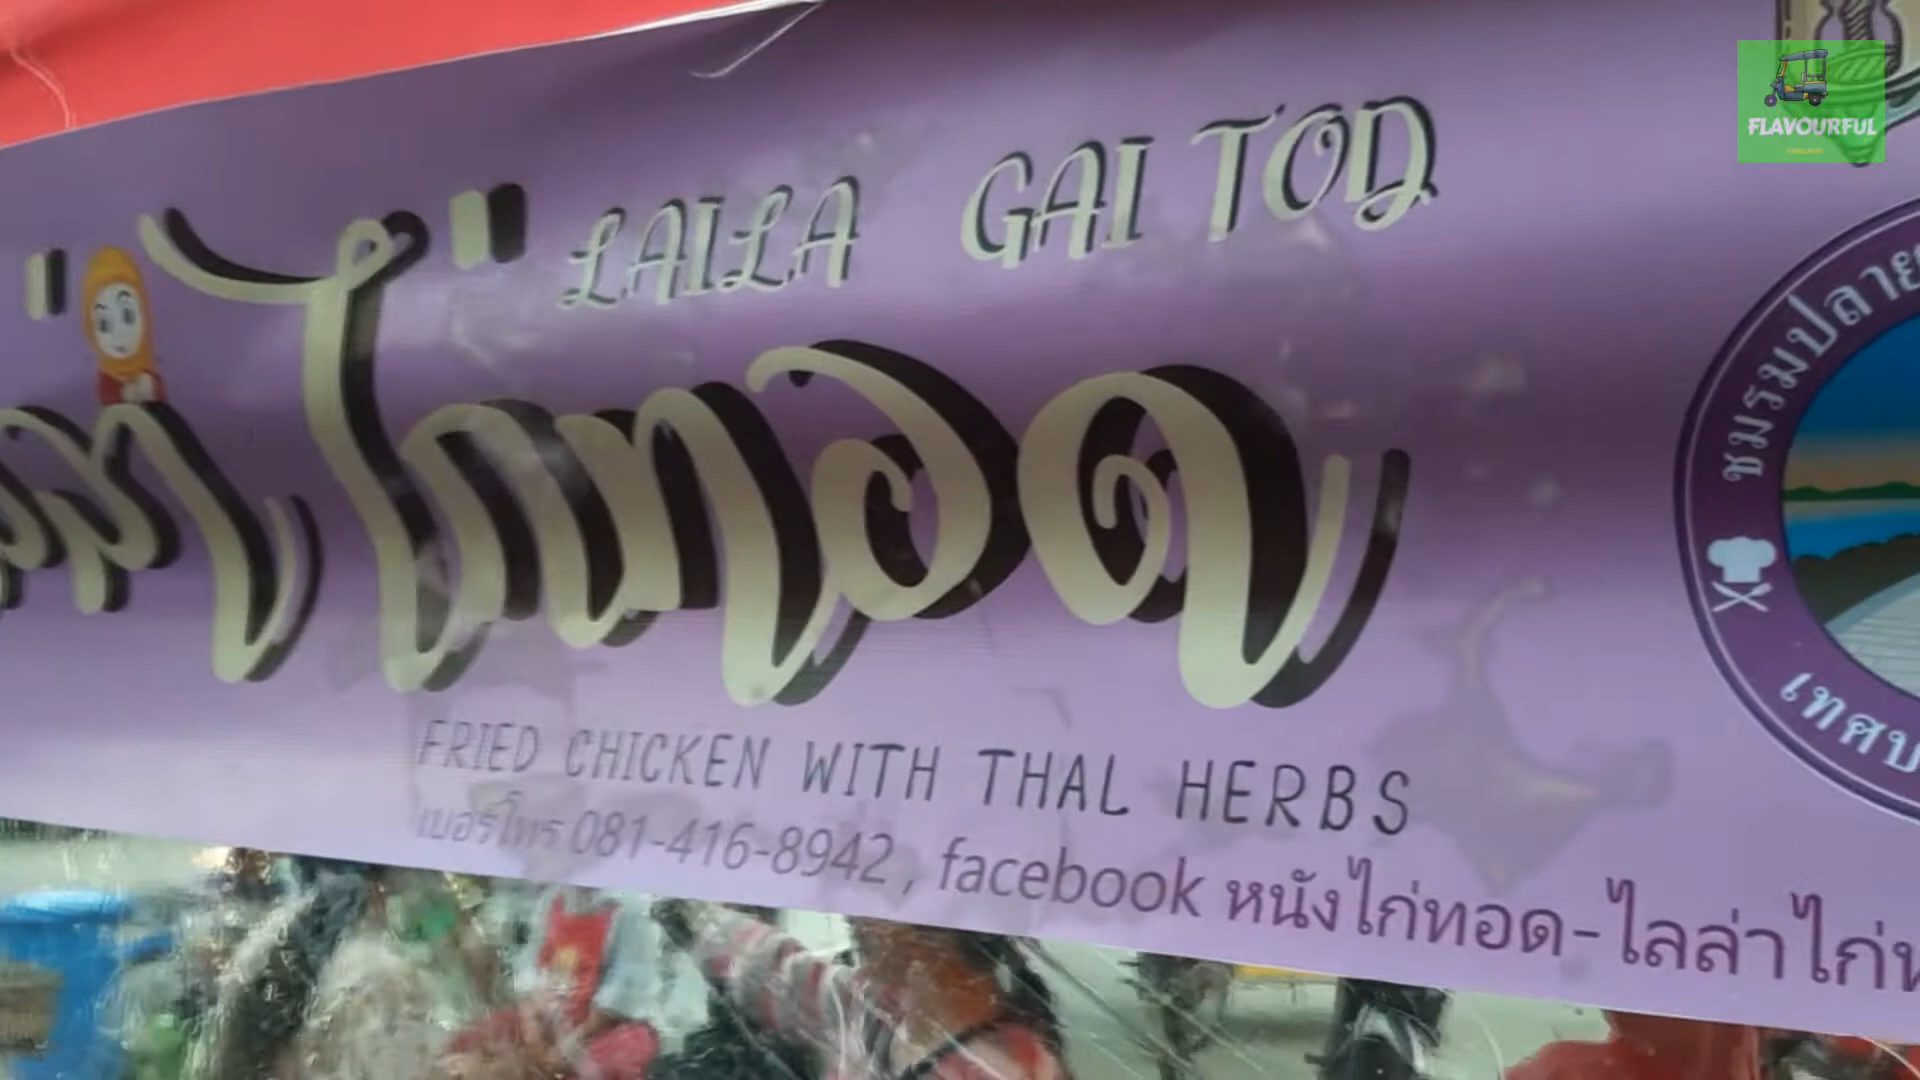 LAILA GAI TOD
ไก่ทอด
FRIED CHICKEN WITH THAL HERBS
เบอร์โทร 081-416-8942, facebook หนังไก่ทอด-ไลล่าไก่
ชมรมปลาย
เทศบ
FLAVOURFUL